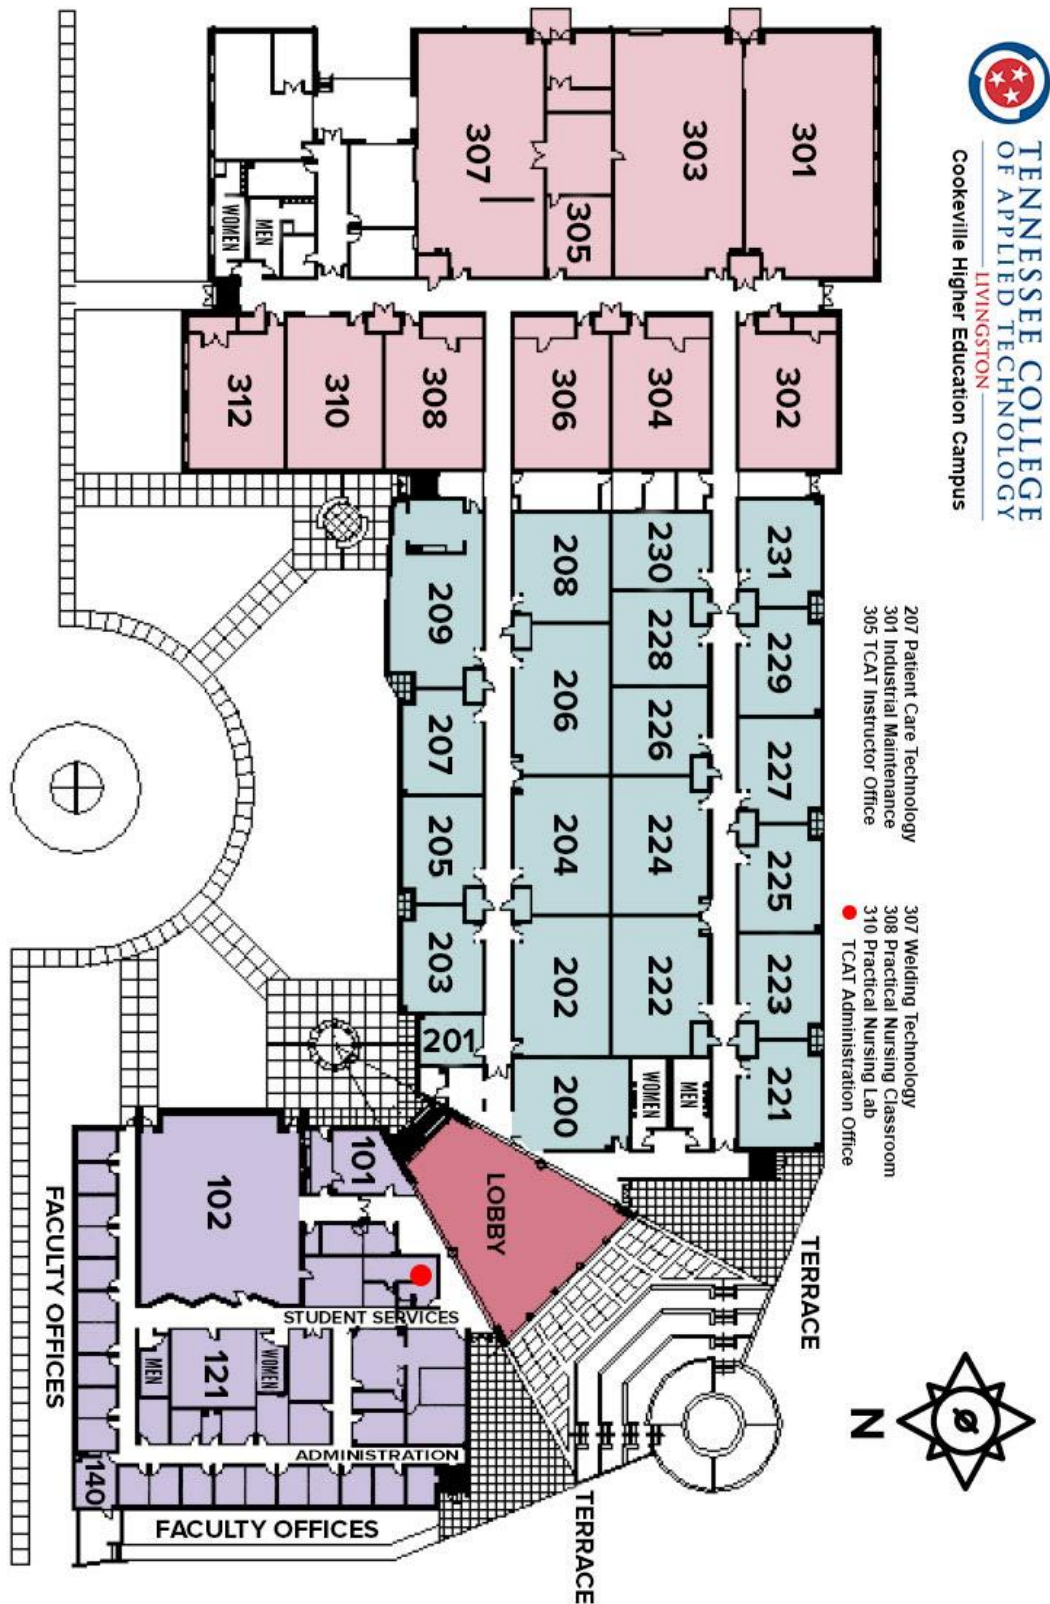 TENNESSEE COLLEGE
OF APPLIED TECHNOLOGY
LIVINGSTON
Cookeville Higher Education Campus
207 Patient Care Technology
301 Industrial Maintenance
305 TCAT Instructor Office
307 Welding Technology
308 Practical Nursing Classroom
310 Practical Nursing Lab
TCAT Administration Office
301
303
305
307
MEN
WOMEN
302
304
306
308
310
312
231
229
227
225
223
221
230
228
226
224
222
MEN
WOMEN
208
206
204
202
200
209
207
205
203
201
LOBBY
TERRACE
TERRACE
101
102
STUDENT SERVICES
MEN
121
WOMEN
ADMINISTRATION
140
FACULTY OFFICES
FACULTY OFFICES
N